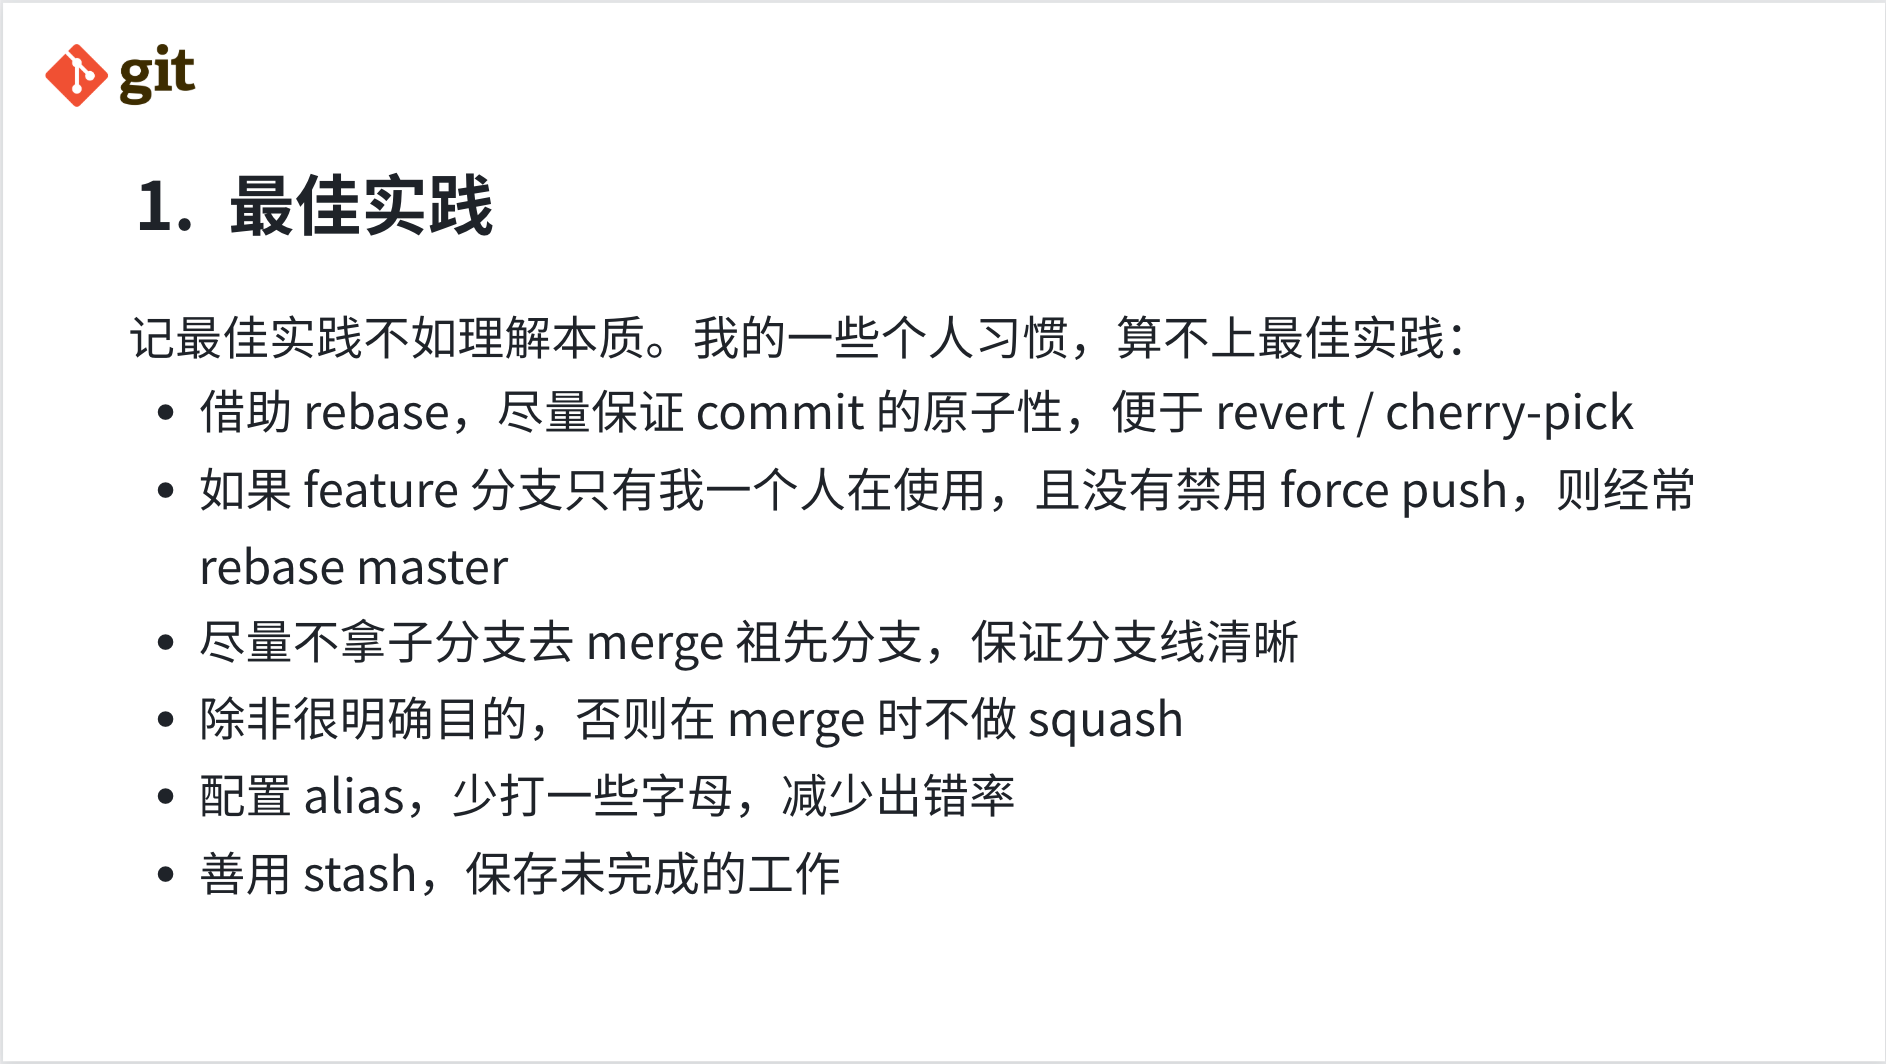 git
1. 最佳实践
记最佳实践不如理解本质。我的一些个人习惯，算不上最佳实践：
• 借助 rebase，尽量保证 commit 的原子性，便于 revert / cherry-pick
• 如果 feature 分支只有我一个人在使用，且没有禁用 force push，则经常
rebase master
• 尽量不拿子分支去 merge 祖先分支，保证分支线清晰
• 除非很明确目的，否则在 merge 时不做 squash
• 配置 alias，少打一些字母，减少出错率
• 善用 stash，保存未完成的工作